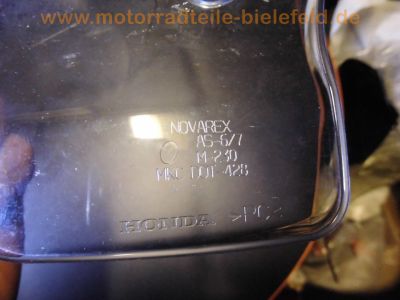 www.motorradteile-bielefeld.de
NOVAREX
AS-6/7
M-230
MKC DOT 428
HONDA >PC<